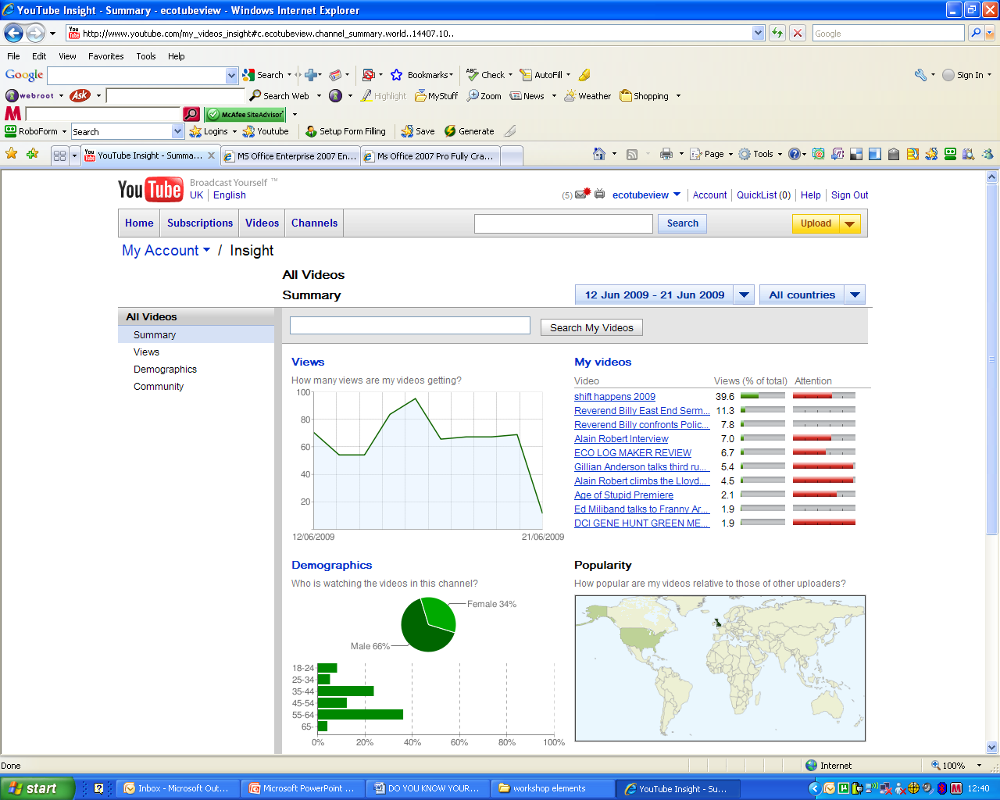 YouTube Insight - Summary - ecotubeview - Windows Internet Explorer
http://www.youtube.com/my_videos_insight#c.ecotubeview.channel_summary.world..14407.10..
Google
File Edit View Favorites Tools Help
Google Search Bookmarks ABC Check AutoFill Sign In
webroot Ask Search Web Highlight MyStuff Zoom News Weather Shopping
M McAfee SiteAdvisor
RoboForm Search Logins Youtube Setup Form Filling Save Generate
YouTube Insight - Summa... MS Office Enterprise 2007 En... Ms Office 2007 Pro Fully Cra... Page Tools
YouTube Broadcast Yourself ™
UK English
(5) ecotubeview Account QuickList (0) Help Sign Out
Home Subscriptions Videos Channels Search Upload
My Account / Insight
All Videos
Summary
12 Jun 2009 - 21 Jun 2009 All countries
All Videos
Summary
Views
Demographics
Community
Search My Videos
Views
How many views are my videos getting?
100
80
60
40
20
12/06/2009 21/06/2009
My videos
Video Views (% of total) Attention
shift happens 2009 39.6
Reverend Billy East End Serm... 11.3
Reverend Billy confronts Polic... 7.8
Alain Robert Interview 7.0
ECO LOG MAKER REVIEW 6.7
Gillian Anderson talks third ru... 5.4
Alain Robert climbs the Lloyd... 4.5
Age of Stupid Premiere 2.1
Ed Miliband talks to Franny Ar... 1.9
DCI GENE HUNT GREEN ME... 1.9
Demographics
Who is watching the videos in this channel?
Female 34%
Male 66%
18-24
25-34
35-44
45-54
55-64
65-
0% 20% 40% 60% 80% 100%
Popularity
How popular are my videos relative to those of other uploaders?
Done Internet 100%
start Inbox - Microsoft Out... Microsoft PowerPoint ... DO YOU KNOW YOUR... workshop elements YouTube Insight - Su... 12:40